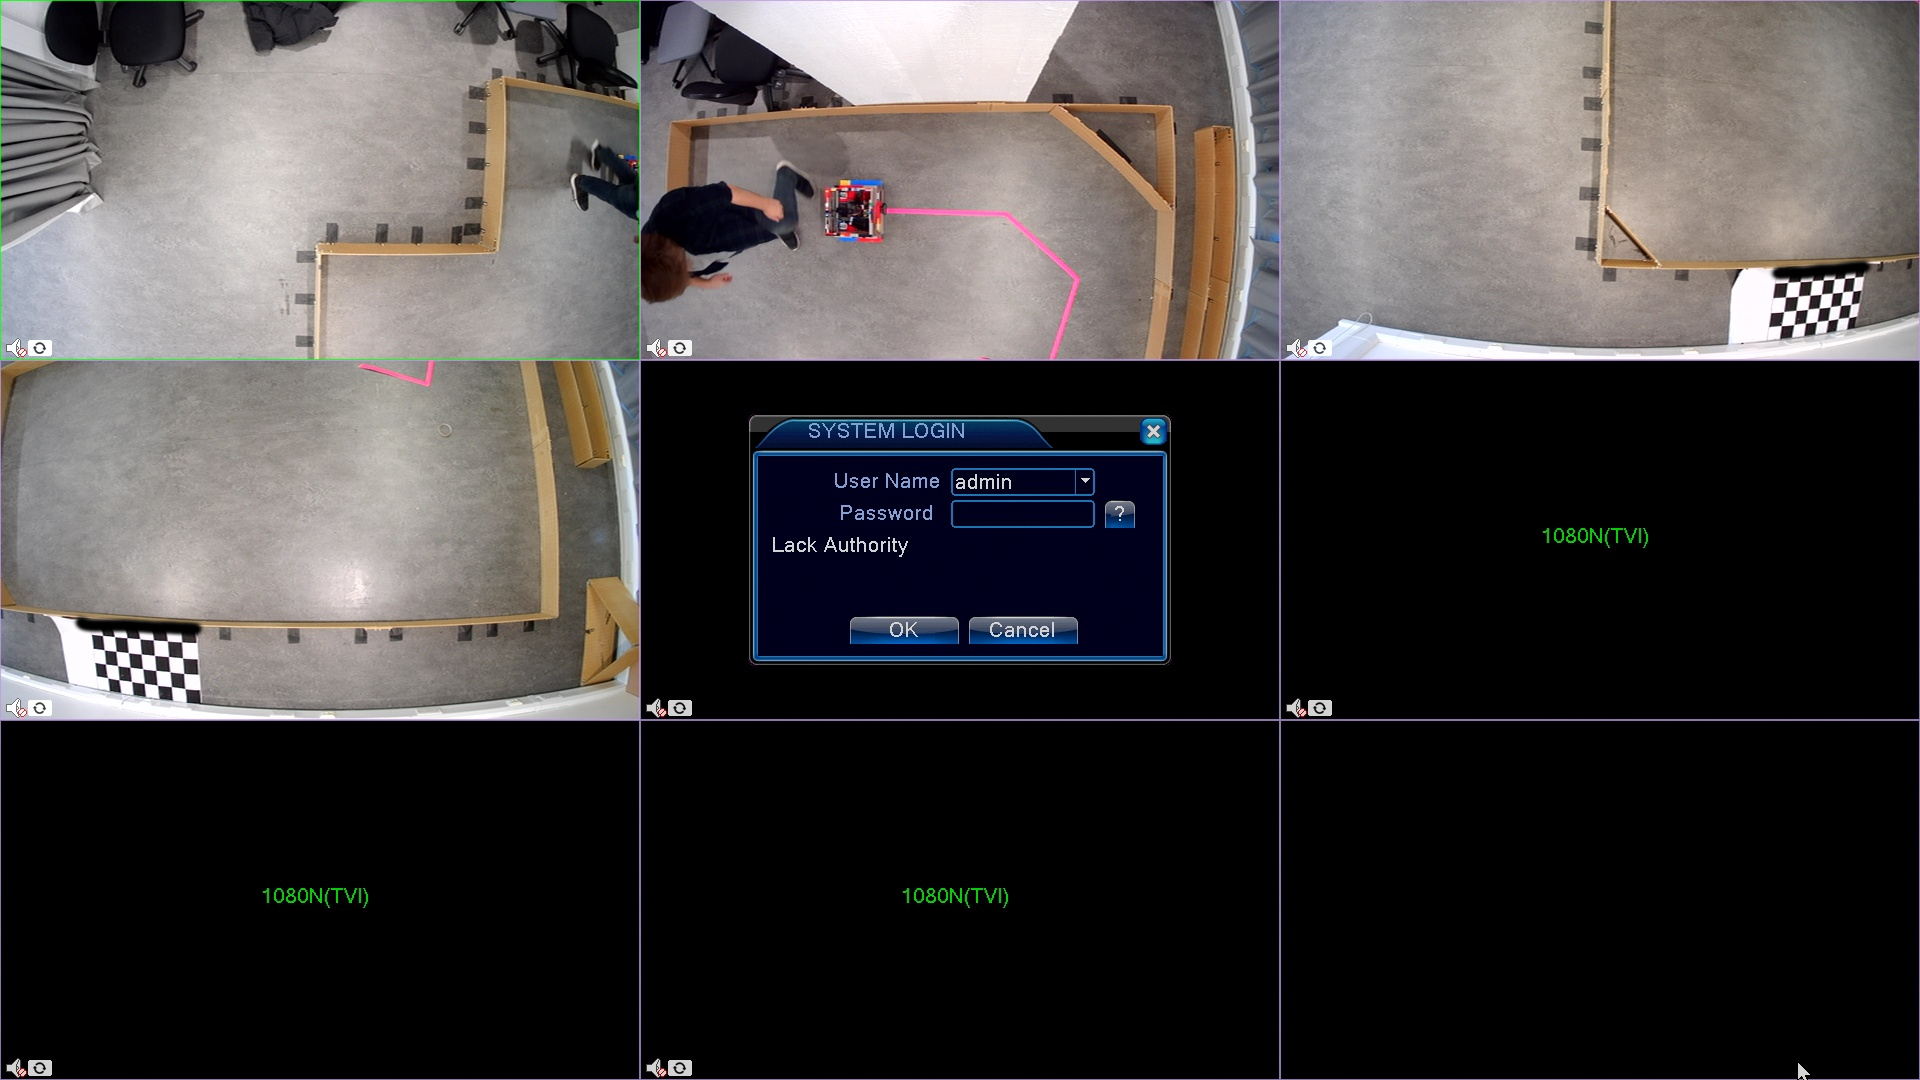 SYSTEM LOGIN
User Name admin
Password ?
Lack Authority
OK Cancel
1080N(TVI)
1080N(TVI)
1080N(TVI)